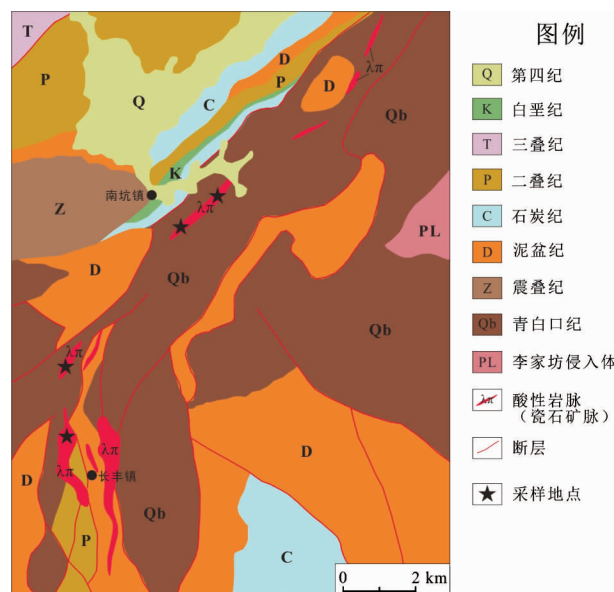 T
P
Q
C
D
P
λπ
D
Qb
K
南坑镇
λπ
Z
PL
D
Qb
Qb
λπ
D
λπ
λπ
长丰镇
D
Qb
P
C
0 2 km
图例
Q 第四纪
K 白垩纪
T 三叠纪
P 二叠纪
C 石炭纪
D 泥盆纪
Z 震叠纪
Qb 青白口纪
PL 李家坊侵入体
λπ 酸性岩脉
（瓷石矿脉）
断层
采样地点